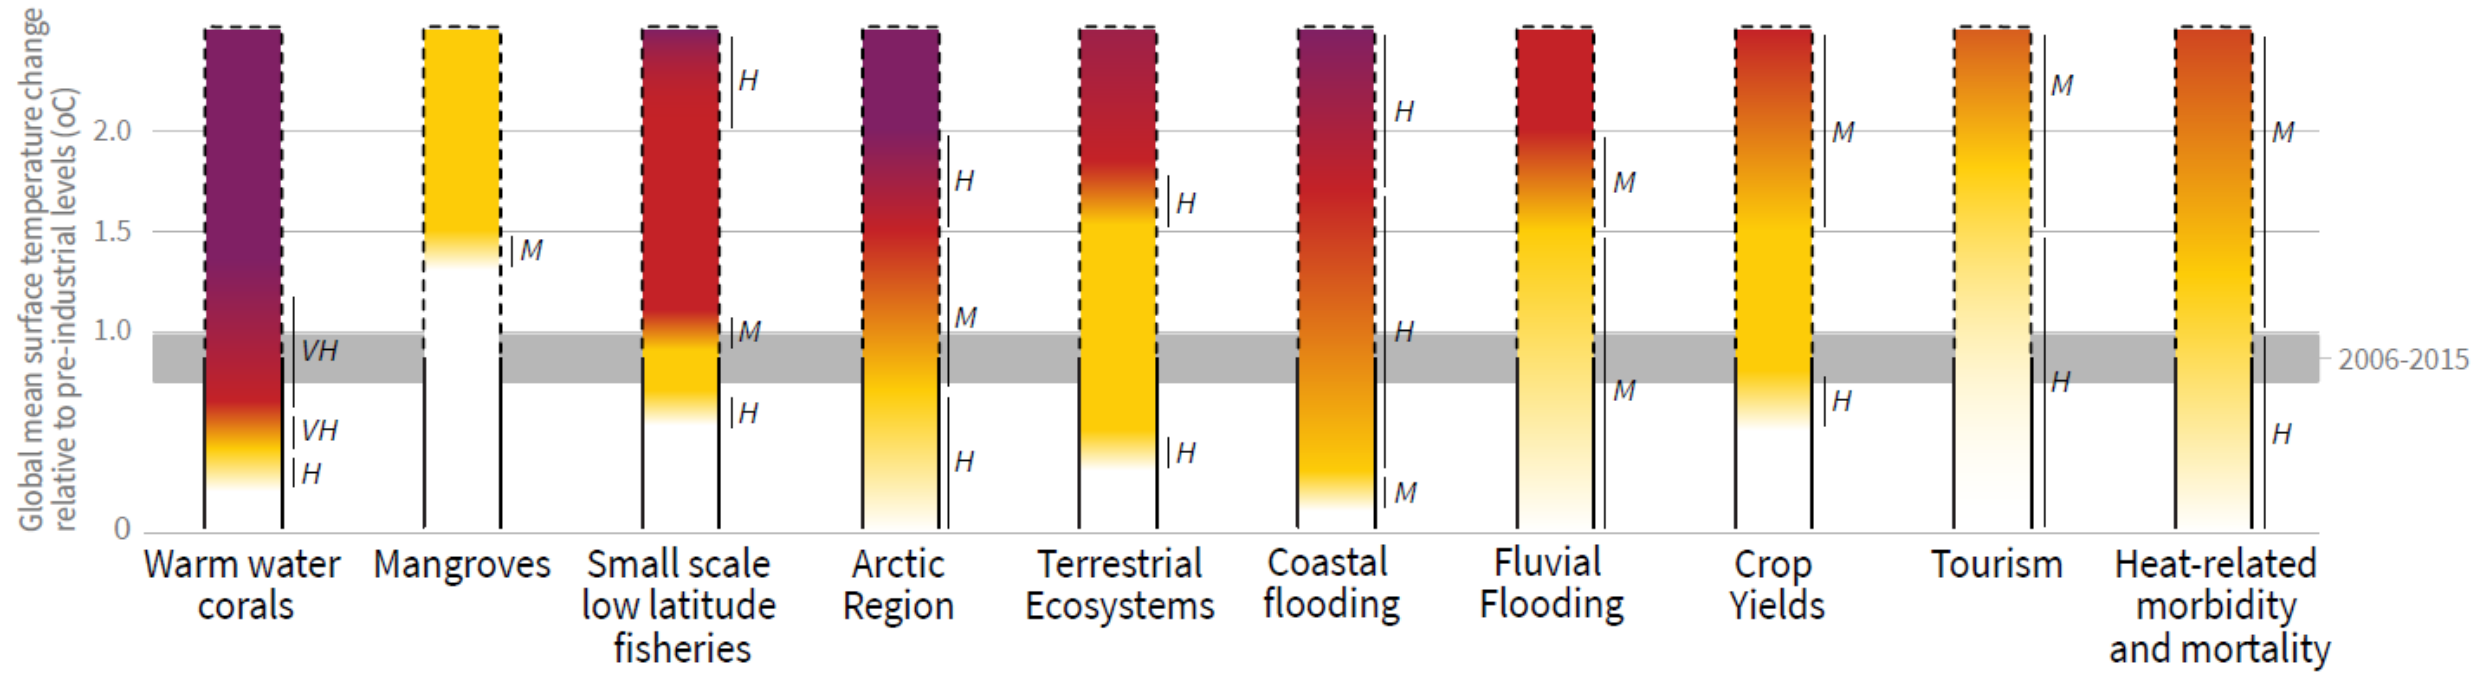 Global mean surface temperature change
relative to pre-industrial levels (oC)
2.0
1.5
1.0
0
H
M
H
H
M
H
M
M
H
H
M
H
M
M
H
VH
VH
H
M
H
H
M
H
H
M
M
H
H
2006-2015
Warm water
corals
Mangroves
Small scale
low latitude
fisheries
Arctic
Region
Terrestrial
Ecosystems
Coastal
flooding
Fluvial
Flooding
Crop
Yields
Tourism
Heat-related
morbidity
and mortality